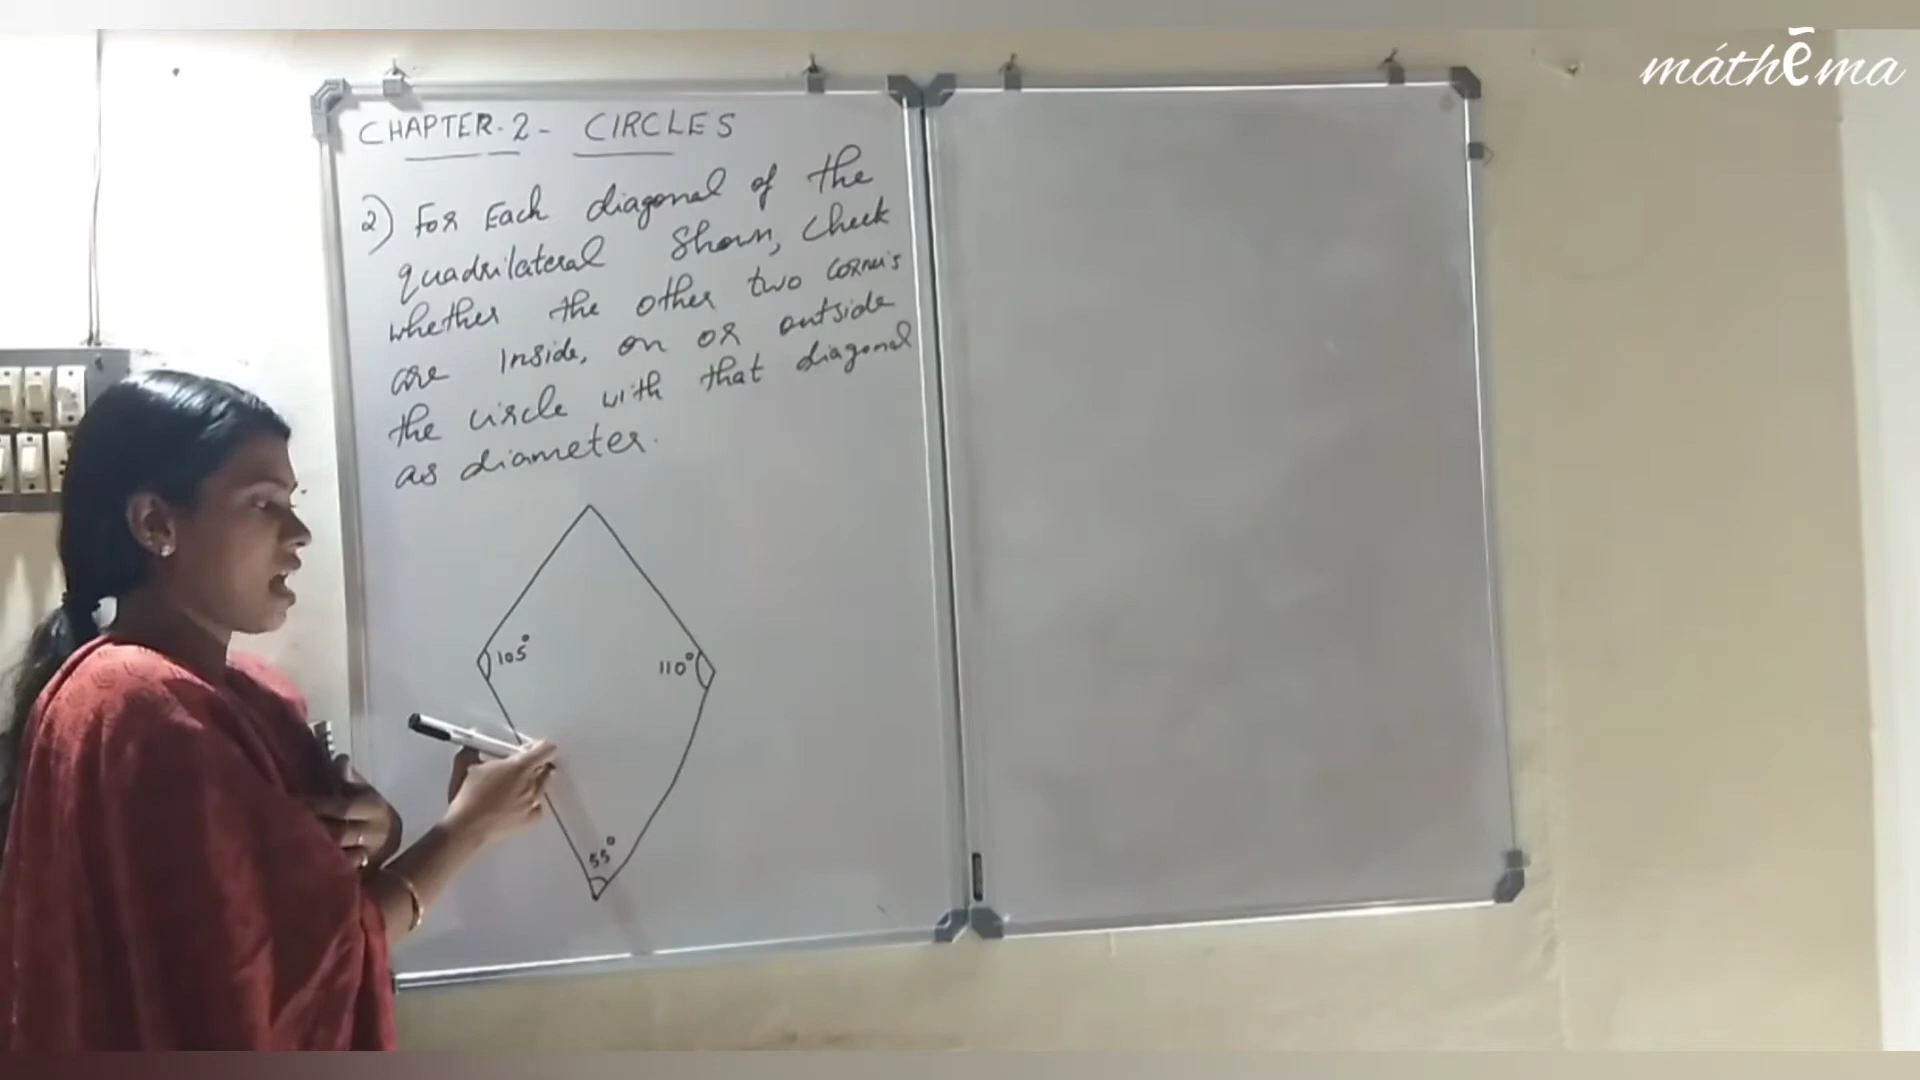 máthēma
CHAPTER-2- CIRCLES
2) For Each diagonal of the
quadrilateral Shown, Check
whether the other two corners
are Inside, on or outside
the circle with that diagonal
as diameter.
105°
110°
55°